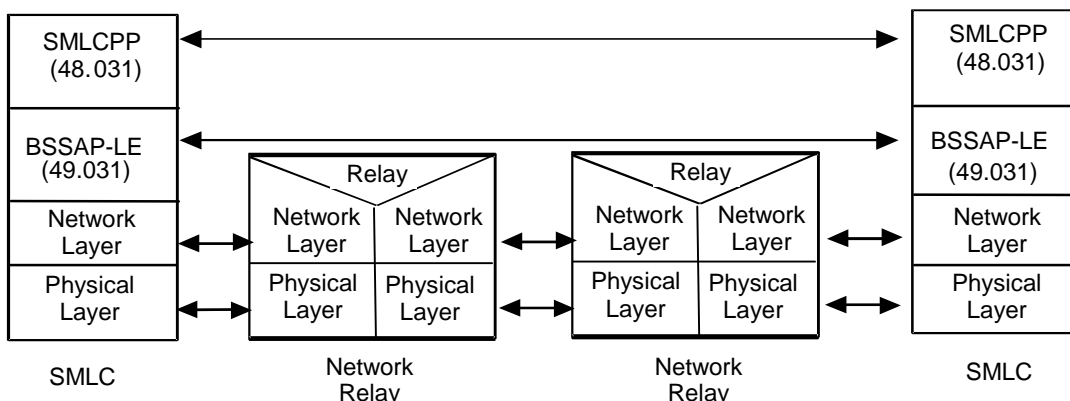 SMLCPP
(48.031)
BSSAP-LE
(49.031)
Network
Layer
Physical
Layer
SMLC
Relay
Network
Layer
Network
Layer
Physical
Layer
Physical
Layer
Network
Relay
Relay
Network
Layer
Network
Layer
Physical
Layer
Physical
Layer
Network
Relay
SMLCPP
(48.031)
BSSAP-LE
(49.031)
Network
Layer
Physical
Layer
SMLC